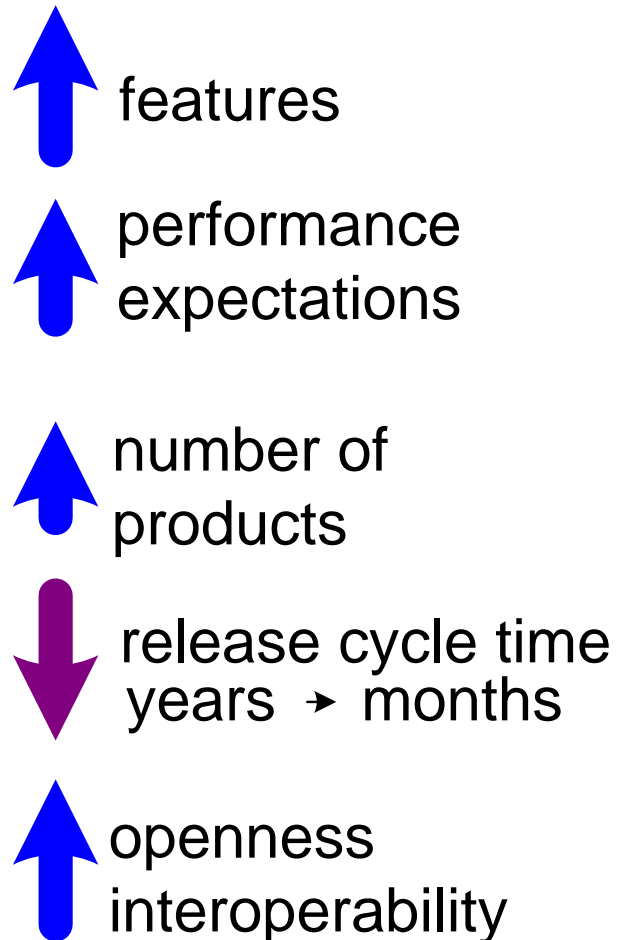 features
performance
expectations
number of
products
release cycle time
years → months
openness
interoperability